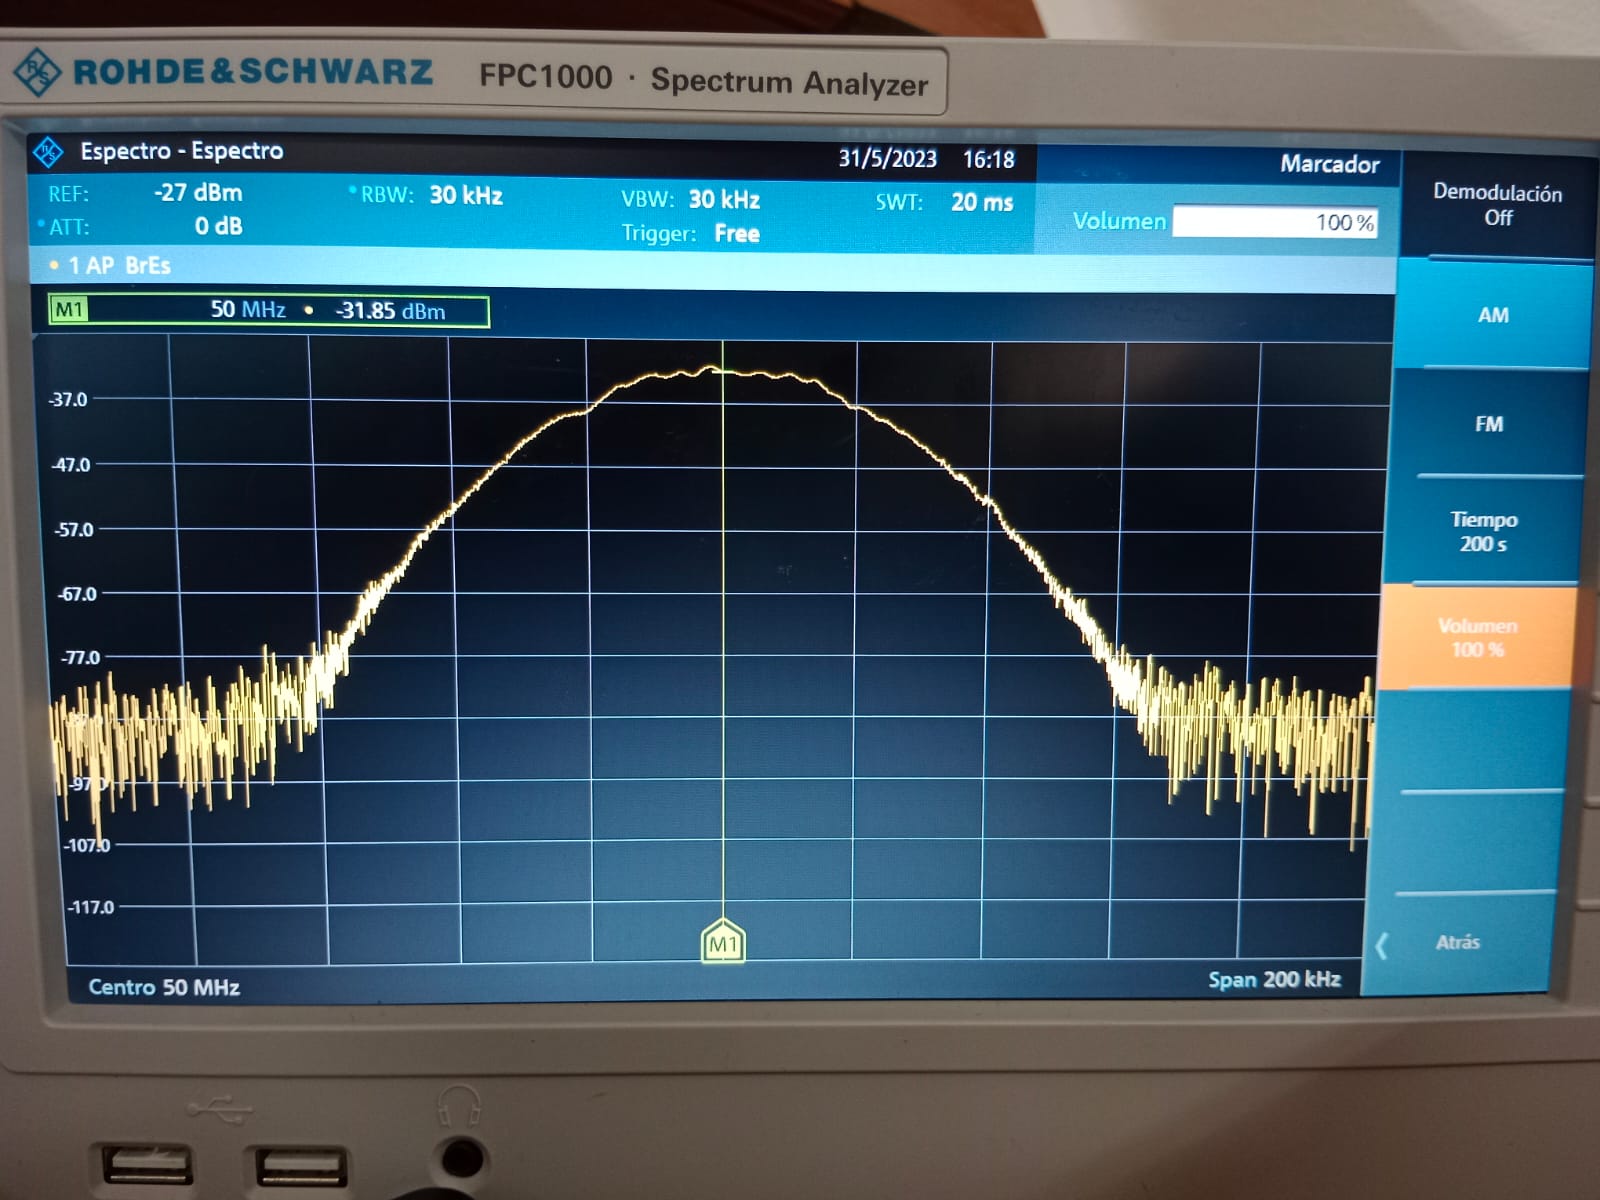 ROHDE&SCHWARZ FPC1000 · Spectrum Analyzer
Espectro - Espectro 31/5/2023 16:18 Marcador
REF: -27 dBm RBW: 30 kHz VBW: 30 kHz SWT: 20 ms
ATT: 0 dB Trigger: Free
Volumen 100 %
1 AP BrEs
M1 50 MHz • -31.85 dBm
-37.0
-47.0
-57.0
-67.0
-77.0
-97.0
-107.0
-117.0
M1
Centro 50 MHz Span 200 kHz
Demodulación
Off
AM
FM
Tiempo
200 s
Volumen
100 %
Atrás